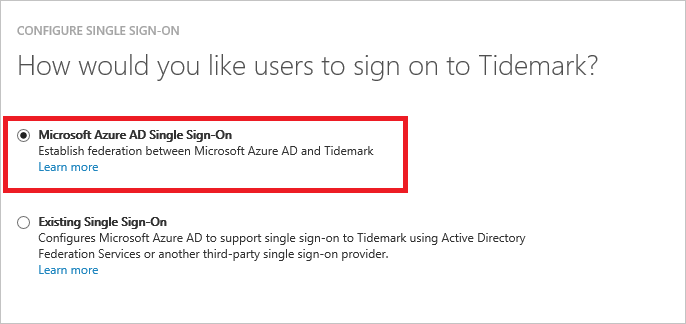 CONFIGURE SINGLE SIGN-ON
How would you like users to sign on to Tidemark?
Microsoft Azure AD Single Sign-On
Establish federation between Microsoft Azure AD and Tidemark
Learn more
Existing Single Sign-On
Configures Microsoft Azure AD to support single sign-on to Tidemark using Active Directory
Federation Services or another third-party single sign-on provider.
Learn more